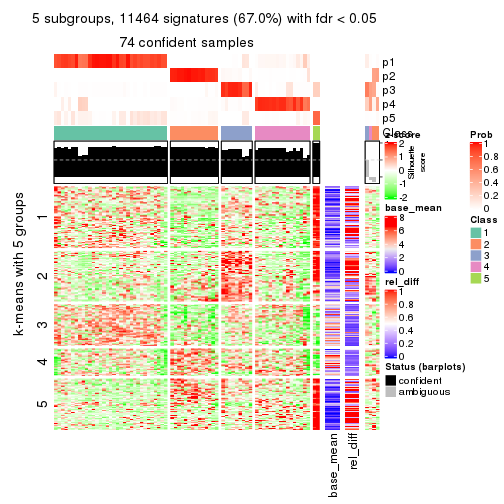 5 subgroups, 11464 signatures (67.0%) with fdr < 0.05
74 confident samples
p1
p2
p3
p4
p5
Class
Silhouette
score
k-means with 5 groups
1
2
3
4
5
base_mean
rel_diff
z-score
2
1
0
-1
-2
base_mean
8
6
4
2
0
rel_diff
1
0.8
0.6
0.4
0.2
0
Status (barplots)
confident
ambiguous
Prob
1
0.8
0.6
0.4
0.2
0
Class
1
2
3
4
5